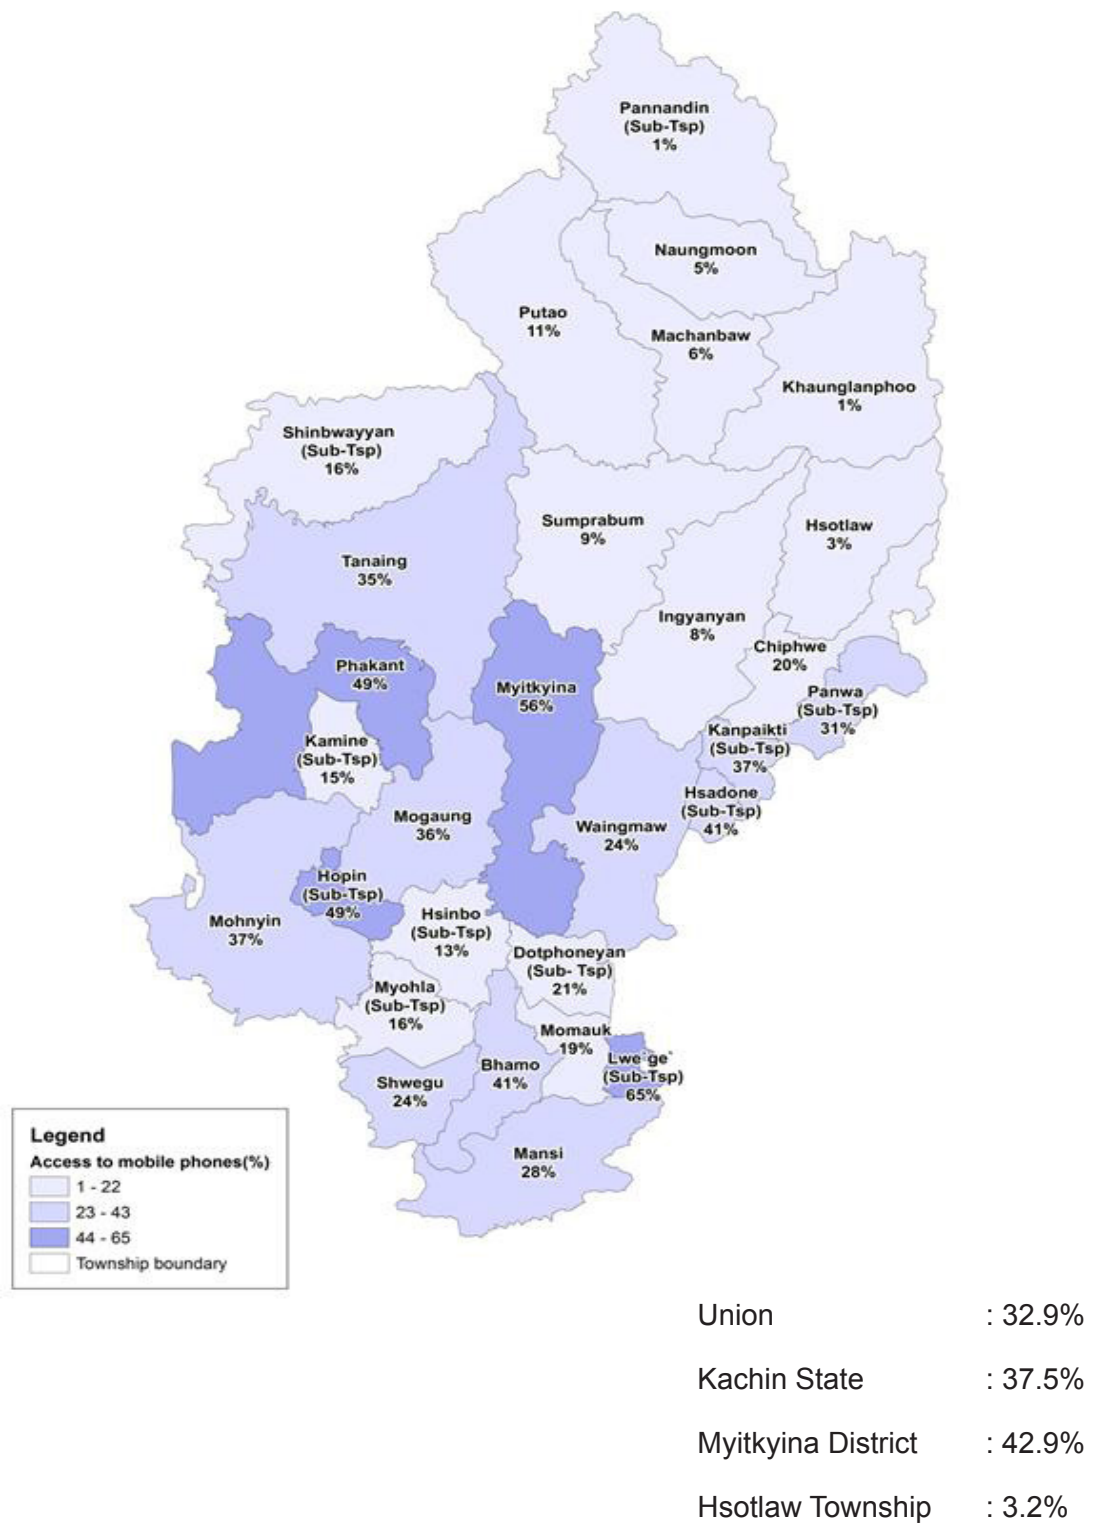 Pannandin
(Sub-Tsp)
1%
Naungmoon
5%
Putao
11%
Machanbaw
6%
Khaunglanphoo
1%
Shinbwayyan
(Sub-Tsp)
16%
Sumprabum
9%
Hsotlaw
3%
Tanaing
35%
Ingyanyan
8%
Chiphwe
20%
Phakant
49%
Myitkyina
56%
Panwa
(Sub-Tsp)
31%
Kanpaikti
(Sub-Tsp)
37%
Kamine
(Sub-Tsp)
15%
Hsadone
(Sub-Tsp)
41%
Mogaung
36%
Waingmaw
24%
Hopin
(Sub-Tsp)
49%
Mohnyin
37%
Hsinbo
(Sub-Tsp)
13%
Dotphoneyan
(Sub- Tsp)
21%
Myohla
(Sub-Tsp)
16%
Momauk
19%
Lwe`ge`
(Sub-Tsp)
65%
Bhamo
41%
Shwegu
24%
Mansi
28%
Legend
Access to mobile phones(%)
1 - 22
23 - 43
44 - 65
Township boundary
Union : 32.9%
Kachin State : 37.5%
Myitkyina District : 42.9%
Hsotlaw Township : 3.2%